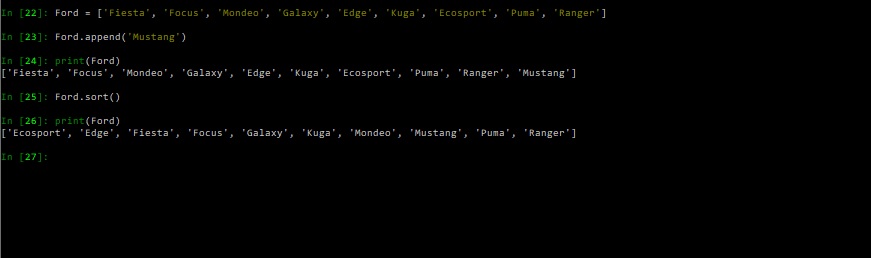 In [22]: Ford = ['Fiesta', 'Focus', 'Mondeo', 'Galaxy', 'Edge', 'Kuga', 'Ecosport', 'Puma', 'Ranger']
In [23]: Ford.append('Mustang')
In [24]: print(Ford)
['Fiesta', 'Focus', 'Mondeo', 'Galaxy', 'Edge', 'Kuga', 'Ecosport', 'Puma', 'Ranger', 'Mustang']
In [25]: Ford.sort()
In [26]: print(Ford)
['Ecosport', 'Edge', 'Fiesta', 'Focus', 'Galaxy', 'Kuga', 'Mondeo', 'Mustang', 'Puma', 'Ranger']
In [27]: